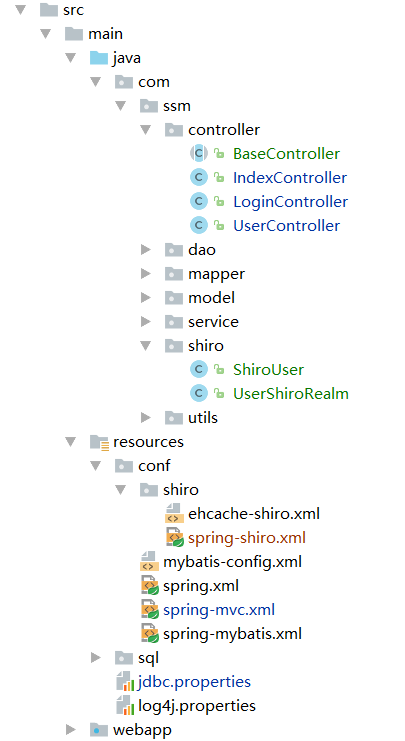 src
main
java
com
ssm
controller
BaseController
IndexController
LoginController
UserController
dao
mapper
model
service
shiro
ShiroUser
UserShiroRealm
utils
resources
conf
shiro
ehcache-shiro.xml
spring-shiro.xml
mybatis-config.xml
spring.xml
spring-mvc.xml
spring-mybatis.xml
sql
jdbc.properties
log4j.properties
webapp